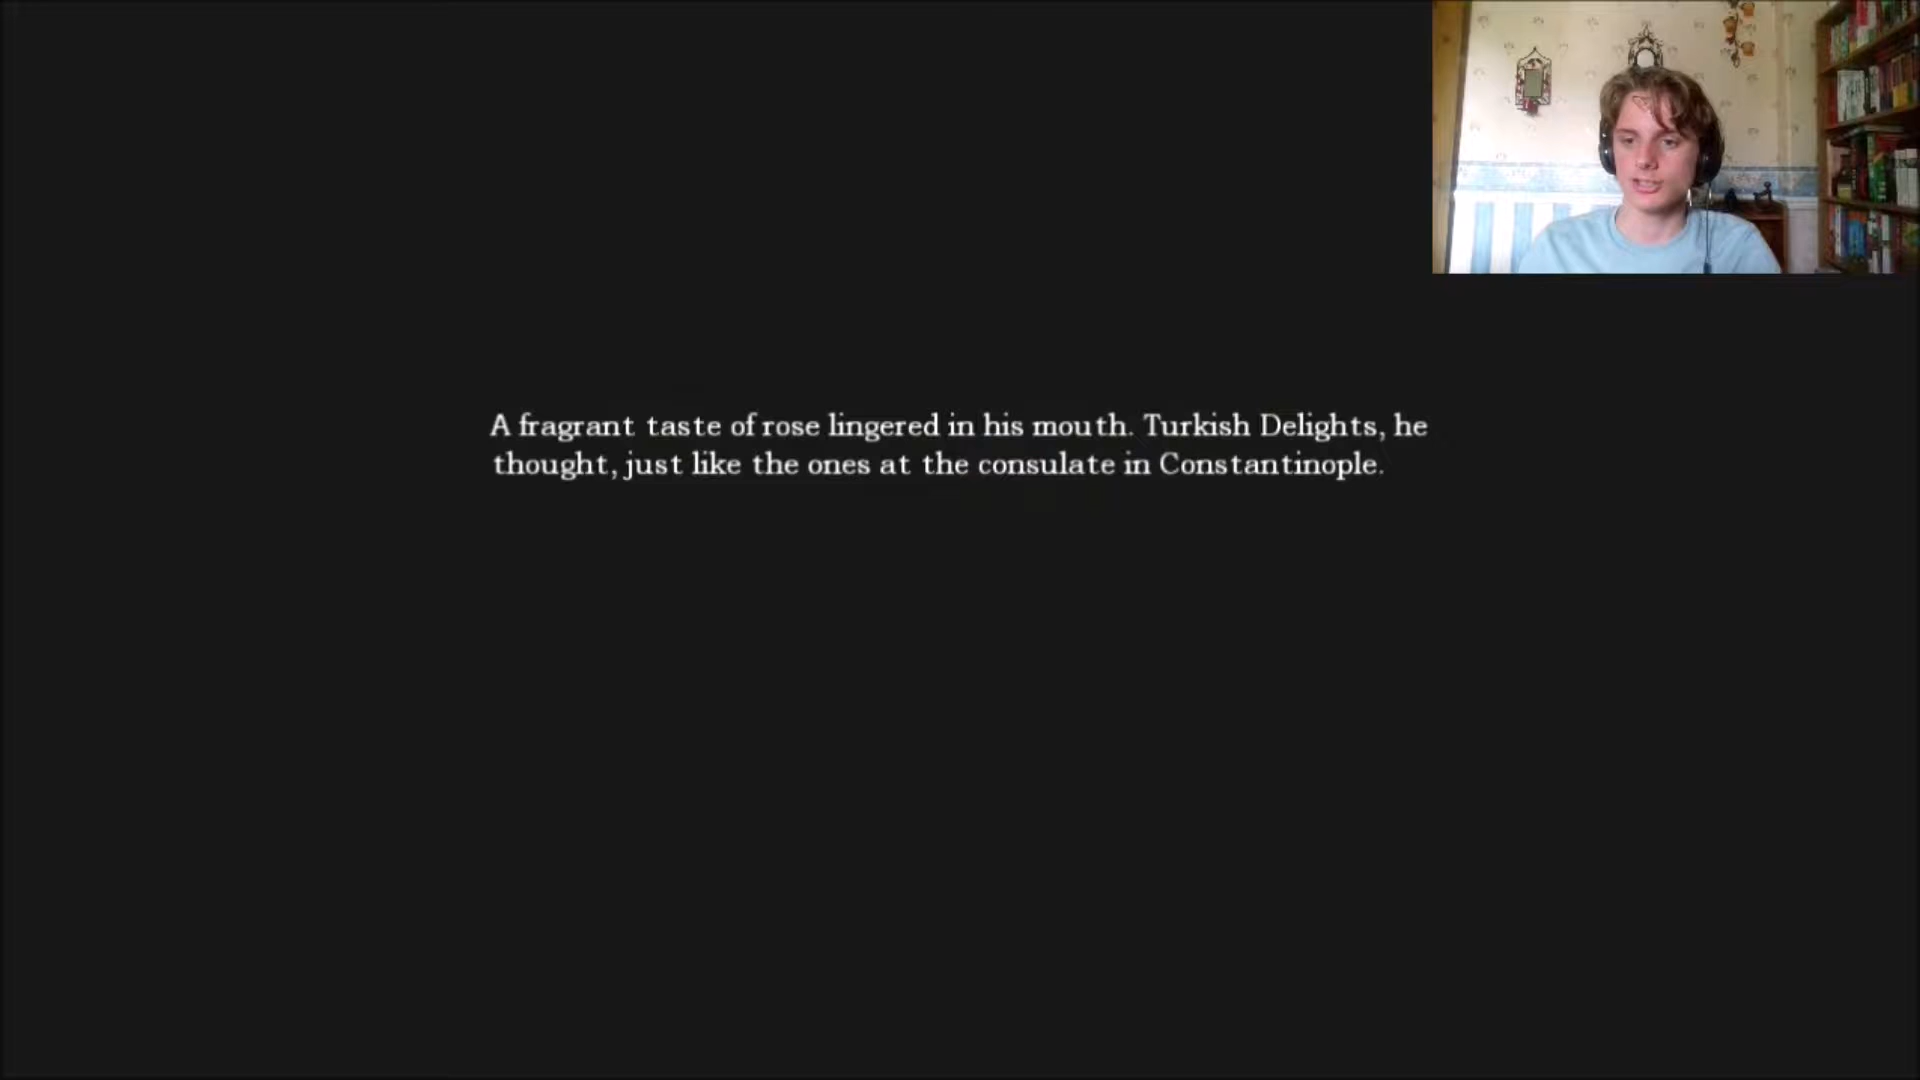 A fragrant taste of rose lingered in his mouth. Turkish Delights, he
thought, just like the ones at the consulate in Constantinople.